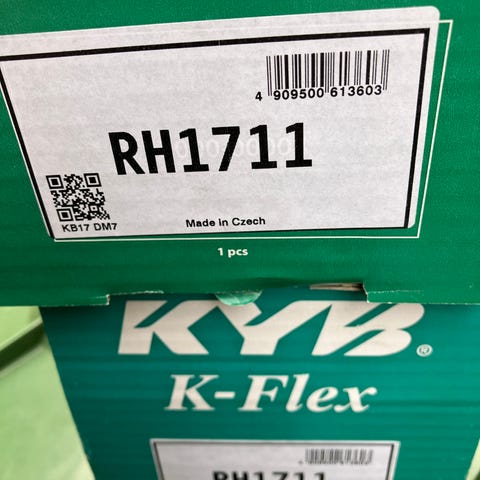 4 909500 613603
RH1711
KB17 DM7
Made in Czech
1 pcs
KYB®
K-Flex
RH1711